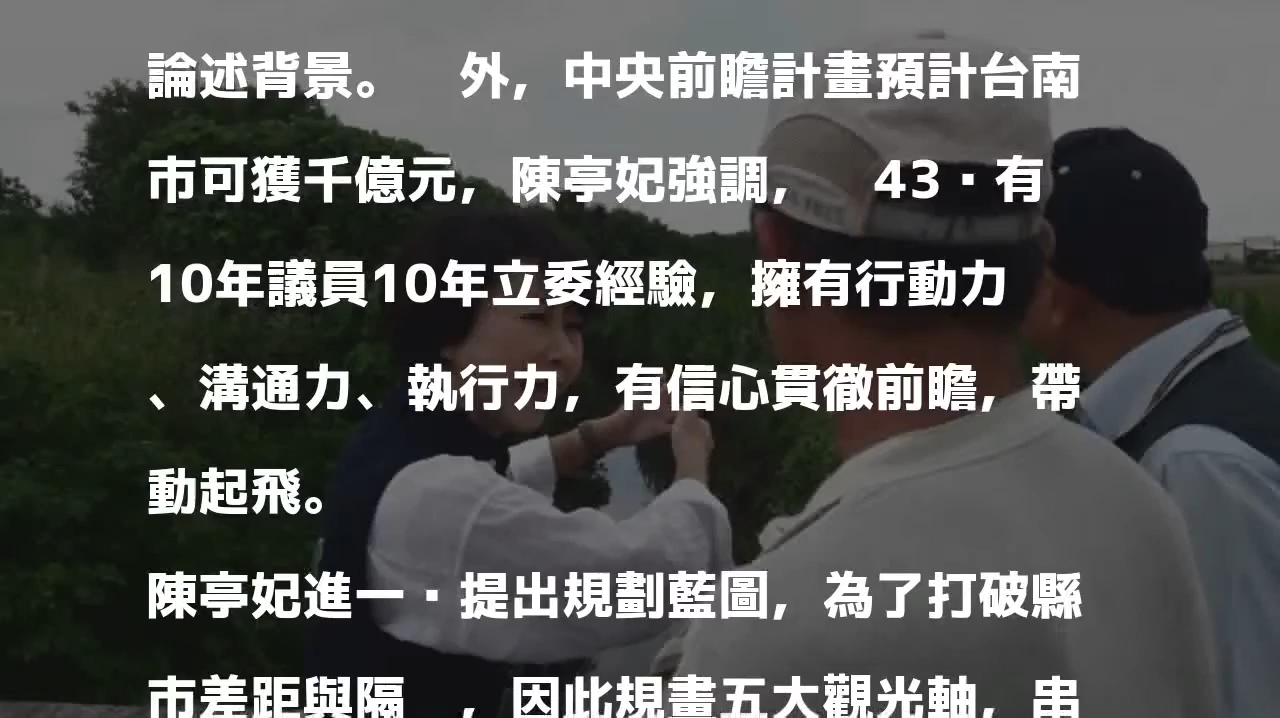 論述背景。 外，中央前瞻計畫預計台南
市可獲千億元，陳亭妃強調， 43·有
10年議員10年立委經驗，擁有行動力
、溝通力、執行力，有信心貫徹前瞻，帶
動起飛。
陳亭妃進一·提出規劃藍圖，為了打破縣
市差距與隔 ，因此規畫五大觀光軸，串